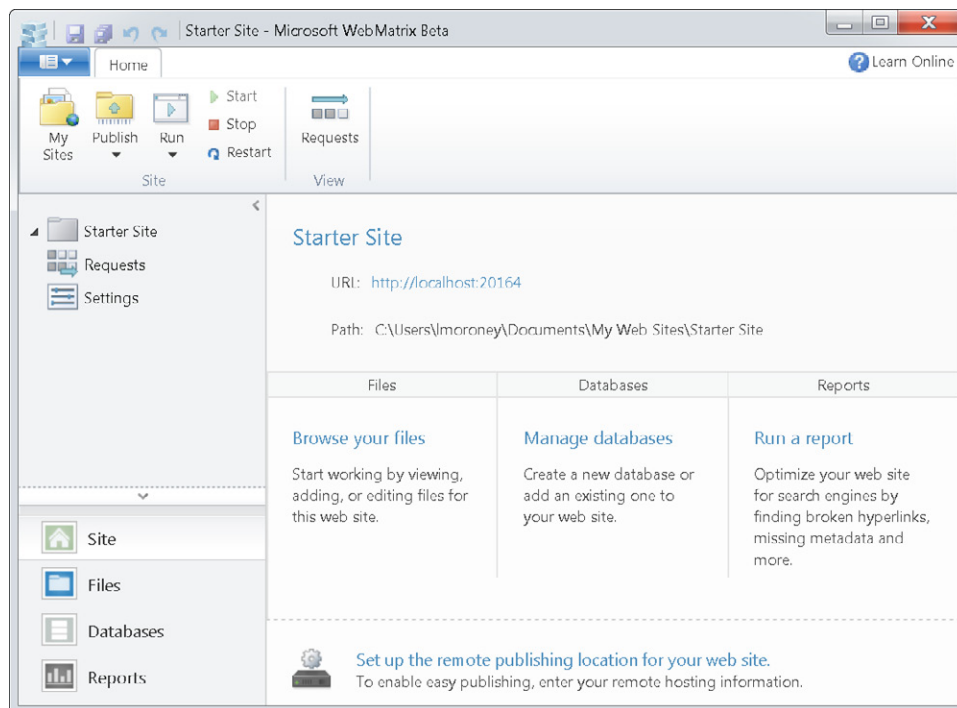 Starter Site - Microsoft WebMatrix Beta
Home
Learn Online
My Sites
Publish
Run
Start
Stop
Restart
Requests
Site
View
Starter Site
Requests
Settings
Starter Site
URL: http://localhost:20164
Path: C:\Users\lmoroney\Documents\My Web Sites\Starter Site
Files
Databases
Reports
Browse your files
Start working by viewing,
adding, or editing files for
this web site.
Manage databases
Create a new database or
add an existing one to
your web site.
Run a report
Optimize your web site
for search engines by
finding broken hyperlinks,
missing metadata and
more.
Site
Files
Databases
Reports
Set up the remote publishing location for your web site.
To enable easy publishing, enter your remote hosting information.